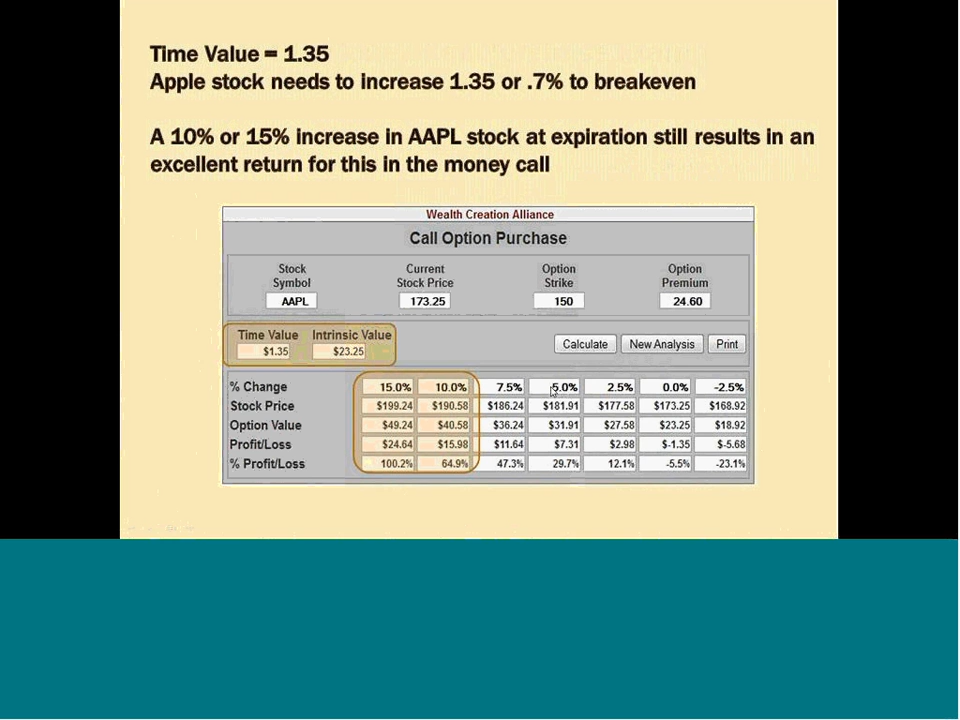 Time Value = 1.35
Apple stock needs to increase 1.35 or .7% to breakeven
A 10% or 15% increase in AAPL stock at expiration still results in an
excellent return for this in the money call
Wealth Creation Alliance
Call Option Purchase
Stock Symbol Current Stock Price Option Strike Option Premium
AAPL 173.25 150 24.60
Time Value Intrinsic Value
$1.35 $23.25 Calculate New Analysis Print
% Change 15.0% 10.0% 7.5% 5.0% 2.5% 0.0% -2.5%
Stock Price $199.24 $190.58 $186.24 $181.91 $177.58 $173.25 $168.92
Option Value $49.24 $40.58 $36.24 $31.91 $27.58 $23.25 $18.92
Profit/Loss $24.64 $15.98 $11.64 $7.31 $2.98 $-1.35 $-5.68
% Profit/Loss 100.2% 64.9% 47.3% 29.7% 12.1% -5.5% -23.1%